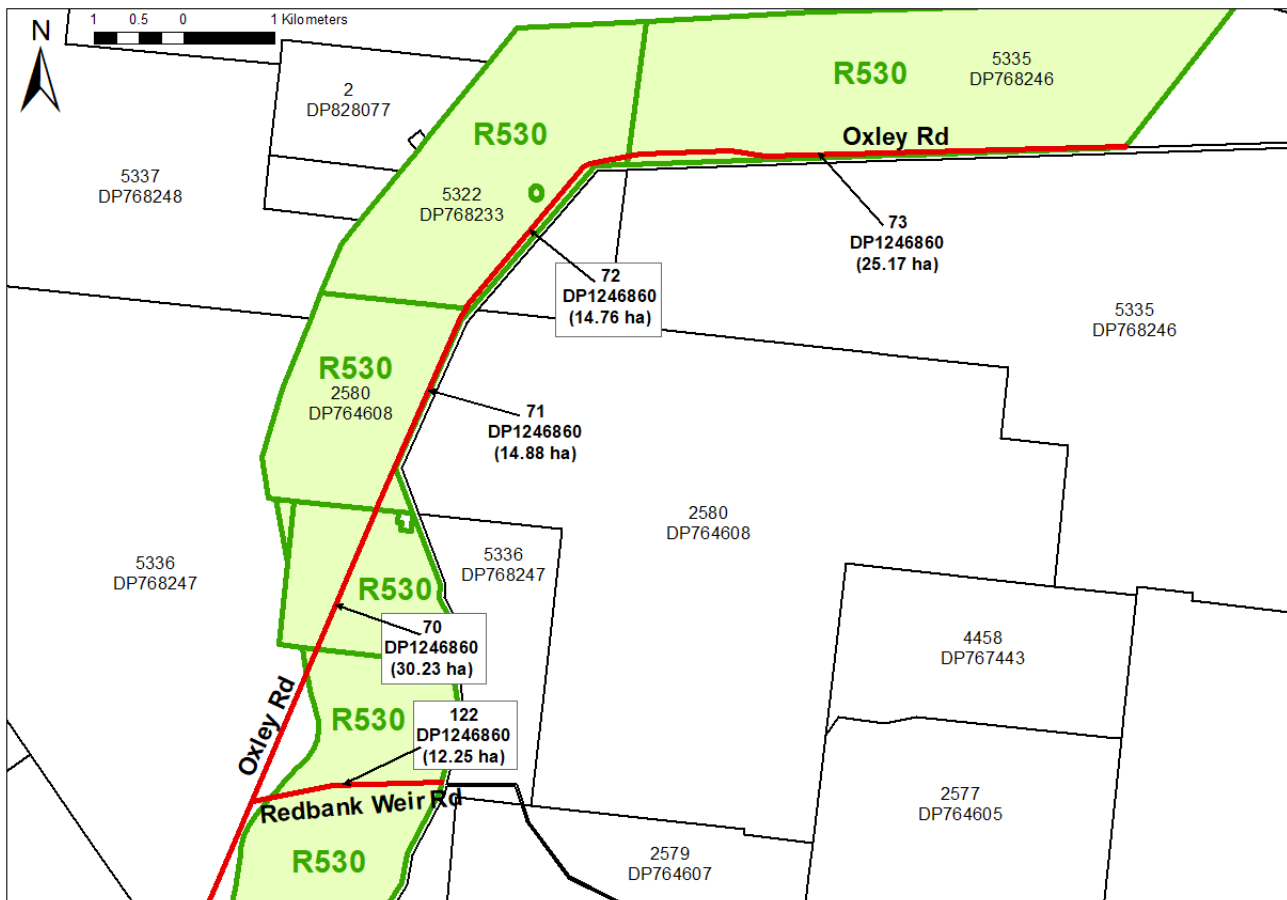 1 0.5 0 1 Kilometers
N
5335
DP768246
R530
2
DP828077
R530
Oxley Rd
5337
DP768248
5322
DP768233
73
DP1246860
(25.17 ha)
72
DP1246860
(14.76 ha)
5335
DP768246
R530
2580
DP764608
71
DP1246860
(14.88 ha)
2580
DP764608
5336
DP768247
5336
DP768247
R530
70
DP1246860
(30.23 ha)
4458
DP767443
Oxley Rd
R530
122
DP1246860
(12.25 ha)
Redbank Weir Rd
2577
DP764605
R530
2579
DP764607